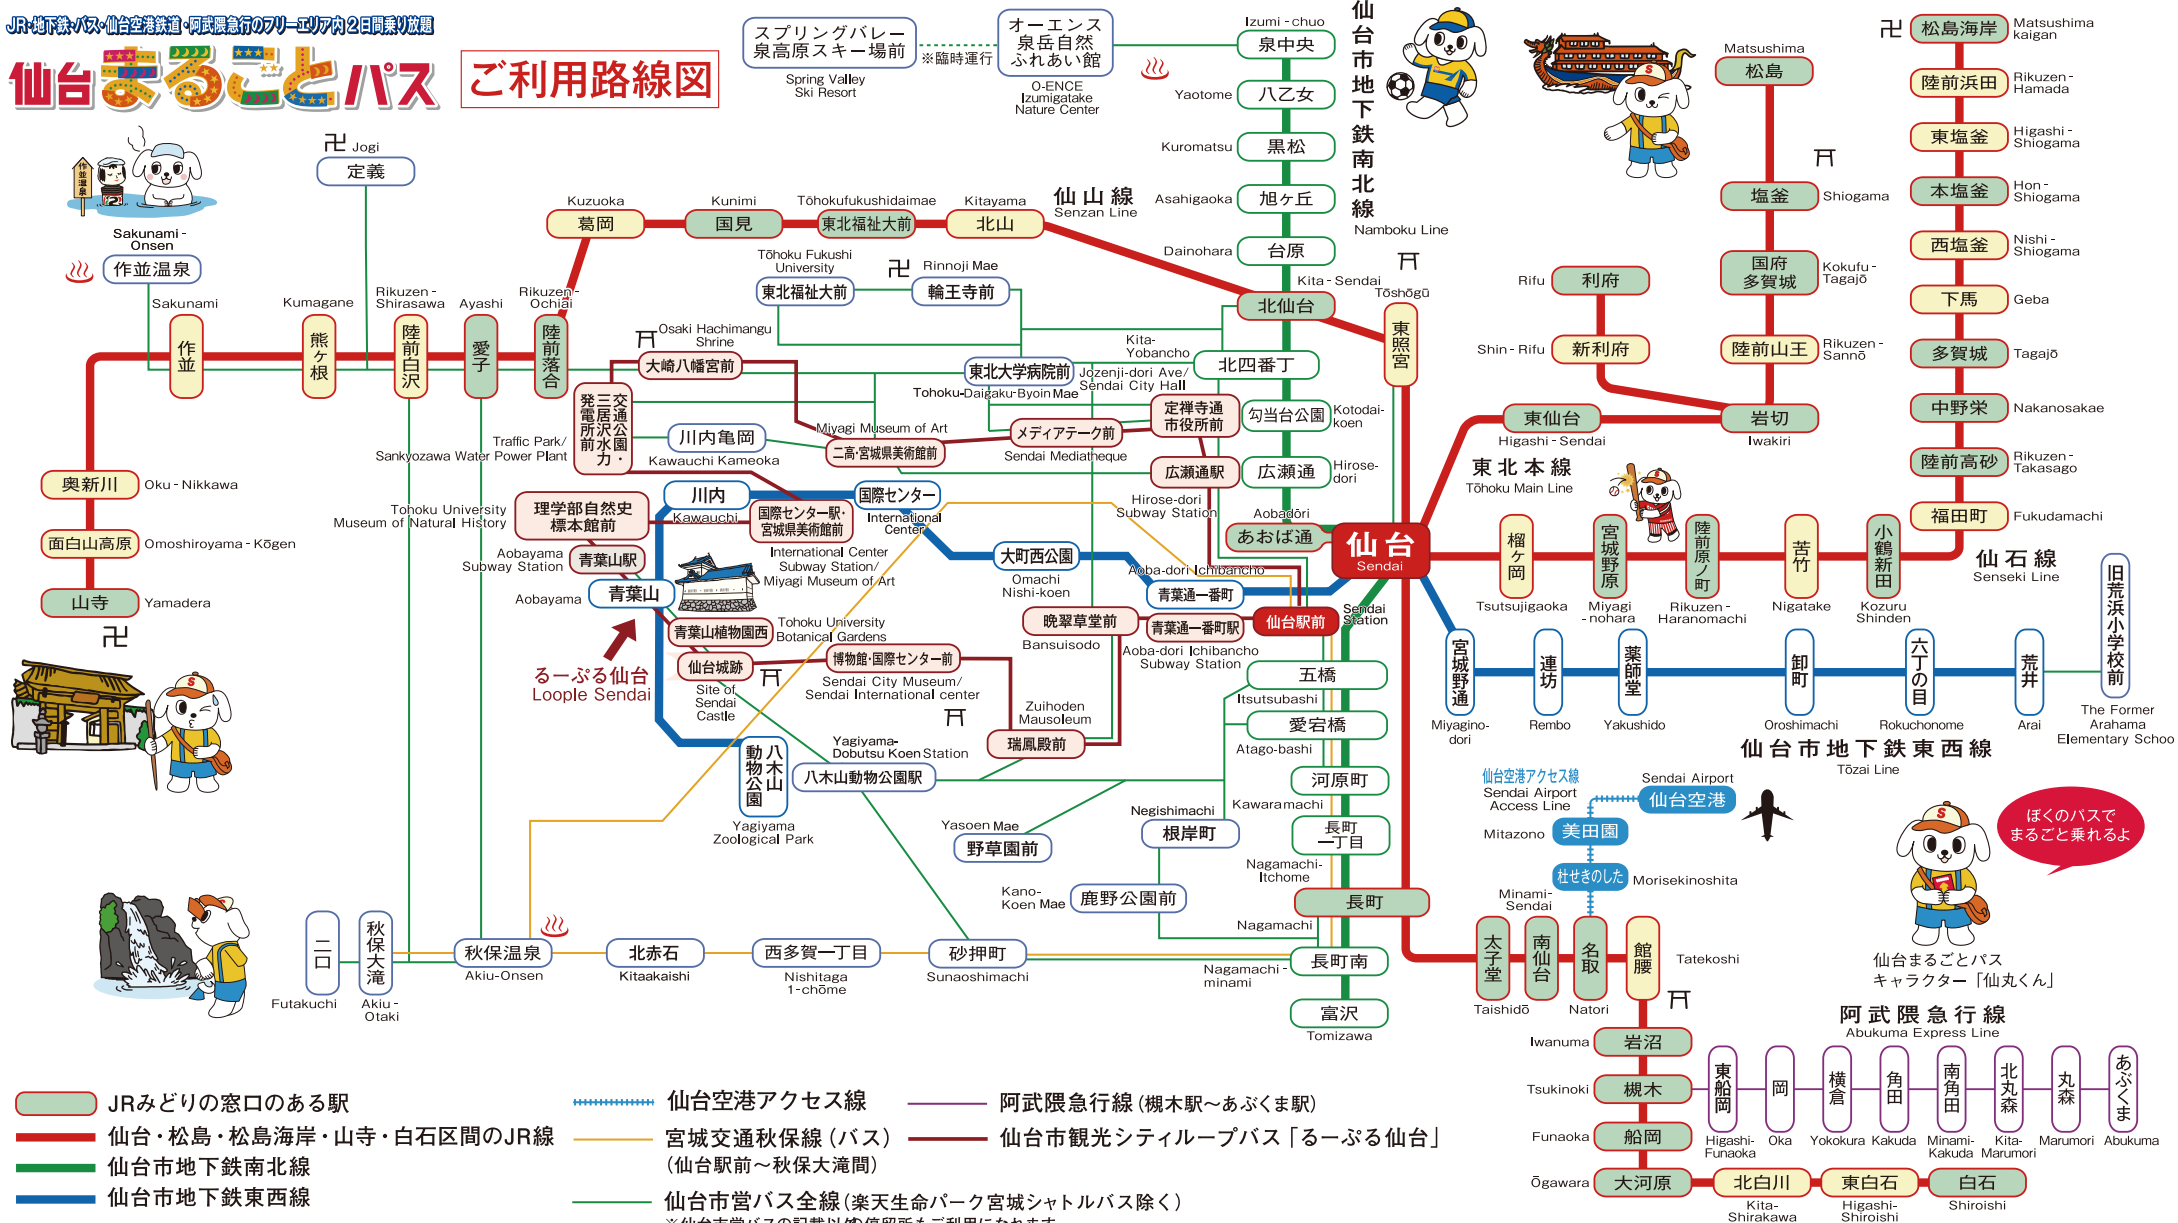 JR・地下鉄・バス・仙台空港鉄道・阿武隈急行のフリーエリア内2日間乗り放題
仙台まるごとパス
ご利用路線図
スプリングバレー
泉高原スキー場前
Spring Valley
Ski Resort
※臨時運行
オーエンス
泉岳自然
ふれあい館
O-ENCE
Izumigatake
Nature Center
Izumi-chuo
泉中央
Yaotome
八乙女
Kuromatsu
黒松
Asahigaoka
旭ヶ丘
Dainohara
台原
Kita-Sendai
北仙台
仙台市地下鉄南北線
Namboku Line
Matsushima
松島
塩釜
Shiogama
国府
多賀城
Kokufu-
Tagajō
陸前山王
Rikuzen-
Sannō
Rifu
利府
Shin-Rifu
新利府
岩切
Iwakiri
東仙台
Higashi-Sendai
東北本線
Tōhoku Main Line
松島海岸
Matsushima
kaigan
陸前浜田
Rikuzen-
Hamada
東塩釜
Higashi-
Shiogama
本塩釜
Hon-
Shiogama
西塩釜
Nishi-
Shiogama
下馬
Geba
多賀城
Tagajō
中野栄
Nakanosakae
陸前高砂
Rikuzen-
Takasago
福田町
Fukudamachi
仙石線
Senseki Line
榴ヶ岡
Tsutsujigaoka
宮城野原
Miyagi
-nohara
陸前原ノ町
Rikuzen-
Haranomachi
苦竹
Nigatake
小鶴新田
Kozuru
Shinden
作並温泉
Jogi
定義
Sakunami-
Onsen
作並温泉
Sakunami
作並
Kumagane
熊ヶ根
Rikuzen-
Shirasawa
陸前白沢
Ayashi
愛子
Rikuzen-
Ochiai
陸前落合
Kuzuoka
葛岡
Kunimi
国見
Tōhokufukushidaimae
東北福祉大前
Kitayama
北山
仙山線
Senzan Line
Tōshōgū
東照宮
奥新川
Oku-Nikkawa
面白山高原
Omoshiroyama-Kōgen
山寺
Yamadera
Tōhoku Fukushi
University
東北福祉大前
Rinnoji Mae
輪王寺前
Osaki Hachimangu
Shrine
大崎八幡宮前
交通公園・
三居沢水力
発電所前
Traffic Park/
Sankyozawa Water Power Plant
川内亀岡
Kawauchi Kameoka
Miyagi Museum of Art
二高・宮城県美術館前
東北大学病院前
Tohoku-Daigaku-Byoin Mae
メディアテーク前
Sendai Mediatheque
Jozenji-dori Ave/
Sendai City Hall
定禅寺通
市役所前
Kita-
Yobancho
北四番丁
勾当台公園
Kotodai-
koen
広瀬通駅
Hirose-dori
Subway Station
広瀬通
Hirose-
dori
Aobadōri
あおば通
仙台
Sendai
Tohoku University
Museum of Natural History
理学部自然史
標本館前
川内
Kawauchi
国際センター
International
Center
国際センター駅・
宮城県美術館前
International Center
Subway Station/
Miyagi Museum of Art
Aobayama
Subway Station
青葉山駅
Aobayama
青葉山
大町西公園
Omachi
Nishi-koen
Aoba-dori Ichibancho
青葉通一番町
青葉山植物園西
Tohoku University
Botanical Gardens
仙台城跡
Site of
Sendai
Castle
博物館・国際センター前
Sendai City Museum/
Sendai International center
晩翠草堂前
Bansuisodo
青葉通一番町駅
Aoba-dori Ichibancho
Subway Station
仙台駅前
Sendai
Station
るーぷる仙台
Loople Sendai
Zuihoden
Mausoleum
瑞鳳殿前
五橋
Itsutsubashi
愛宕橋
Atago-bashi
河原町
Kawaramachi
長町
一丁目
Nagamachi-
Itchome
長町
Nagamachi
長町南
Nagamachi-
minami
富沢
Tomizawa
八木山
動物公園
Yagiyama
Zoological Park
Yagiyama-
Dobutsu Koen Station
八木山動物公園駅
Yasoen Mae
野草園前
Negishimachi
根岸町
Kano-
Koen Mae
鹿野公園前
二口
Futakuchi
秋保大滝
Akiu-
Otaki
秋保温泉
Akiu-Onsen
北赤石
Kitaakaishi
西多賀一丁目
Nishitaga
1-chōme
砂押町
Sunaoshimachi
宮城野通
Miyagino-
dori
連坊
Rembo
薬師堂
Yakushido
卸町
Oroshimachi
六丁の目
Rokuchonome
荒井
Arai
旧荒浜小学校前
The Former
Arahama
Elementary Schoo
仙台市地下鉄東西線
Tōzai Line
仙台空港アクセス線
Sendai Airport
Access Line
Sendai Airport
仙台空港
Mitazono
美田園
杜せきのした
Morisekinoshita
太子堂
Taishidō
Minami-
Sendai
南仙台
名取
Natori
館腰
Tatekoshi
Iwanuma
岩沼
Tsukinoki
槻木
Funaoka
船岡
Ōgawara
大河原
北白川
Kita-
Shirakawa
東白石
Higashi-
Shiroishi
白石
Shiroishi
ぼくのパスで
まるごと乗れるよ
仙台まるごとパス
キャラクター「仙丸くん」
阿武隈急行線
Abukuma Express Line
東船岡
Higashi-
Funaoka
岡
Oka
横倉
Yokokura
角田
Kakuda
南角田
Minami-
Kakuda
北丸森
Kita-
Marumori
丸森
Marumori
あぶくま
Abukuma
JRみどりの窓口のある駅
仙台・松島・松島海岸・山寺・白石区間のJR線
仙台市地下鉄南北線
仙台市地下鉄東西線
仙台空港アクセス線
宮城交通秋保線(バス)
(仙台駅前〜秋保大滝間)
仙台市営バス全線(楽天生命パーク宮城シャトルバス除く)
※仙台市営バスの記載以外の停留所もご利用になれます
阿武隈急行線(槻木駅〜あぶくま駅)
仙台市観光シティループバス「るーぷる仙台」